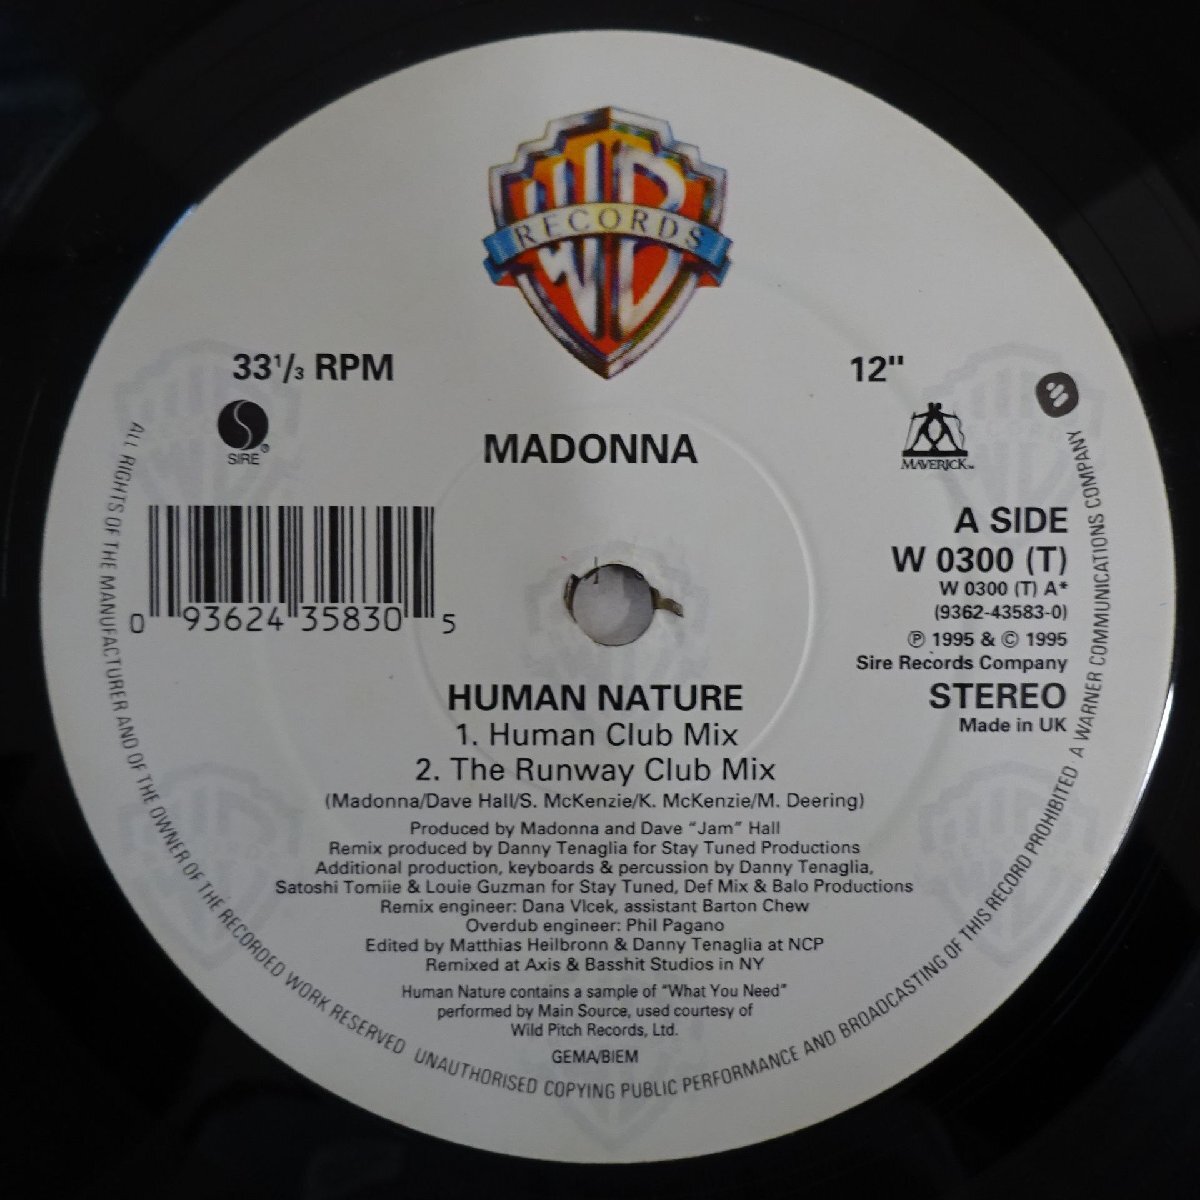 WB
RECORDS
33 1/3 RPM
12"
SIRE®
MADONNA
MAVERICK™
A SIDE
W 0300 (T)
W 0300 (T) A*
(9362-43583-0)
℗ 1995 & © 1995
Sire Records Company
STEREO
Made in UK
0 93624 35830 5
HUMAN NATURE
1. Human Club Mix
2. The Runway Club Mix
(Madonna/Dave Hall/S. McKenzie/K. McKenzie/M. Deering)
Produced by Madonna and Dave "Jam" Hall
Remix produced by Danny Tenaglia for Stay Tuned Productions
Additional production, keyboards & percussion by Danny Tenaglia,
Satoshi Tomiie & Louie Guzman for Stay Tuned, Def Mix & Balo Productions
Remix engineer: Dana Vlcek, assistant Barton Chew
Overdub engineer: Phil Pagano
Edited by Matthias Heilbronn & Danny Tenaglia at NCP
Remixed at Axis & Basshit Studios in NY
Human Nature contains a sample of "What You Need"
performed by Main Source, used courtesy of
Wild Pitch Records, Ltd.
GEMA/BIEM
ALL RIGHTS OF THE MANUFACTURER AND OF THE OWNER OF THE RECORDED WORK RESERVED UNAUTHORISED COPYING PUBLIC PERFORMANCE AND BROADCASTING OF THIS RECORD PROHIBITED A WARNER COMMUNICATIONS COMPANY